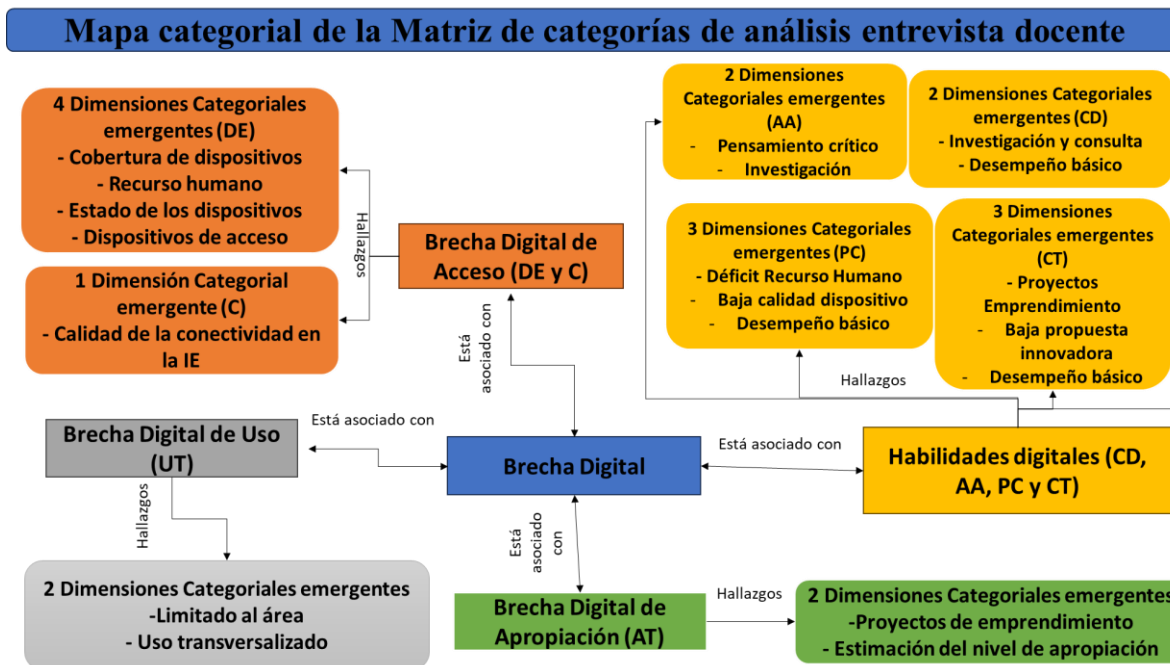 Mapa categorial de la Matriz de categorías de análisis entrevista docente
4 Dimensiones Categoriales
emergentes (DE)
- Cobertura de dispositivos
- Recurso humano
- Estado de los dispositivos
- Dispositivos de acceso
1 Dimensión Categorial
emergente (C)
- Calidad de la conectividad en
la IE
Hallazgos
Brecha Digital de
Acceso (DE y C)
2 Dimensiones
Categoriales emergentes
(AA)
- Pensamiento crítico
- Investigación
2 Dimensiones Categoriales
emergentes (CD)
- Investigación y consulta
- Desempeño básico
3 Dimensiones Categoriales
emergentes (PC)
- Déficit Recurso Humano
- Baja calidad dispositivo
- Desempeño básico
3 Dimensiones
Categoriales emergentes
(CT)
- Proyectos
Emprendimiento
- Baja propuesta
innovadora
- Desempeño básico
Hallazgos
Está
asociado con
Está asociado con
Brecha Digital de Uso
(UT)
Brecha Digital
Está asociado con
Habilidades digitales (CD,
AA, PC y CT)
Hallazgos
Está
asociado
con
2 Dimensiones Categoriales emergentes
-Limitado al área
- Uso transversalizado
Brecha Digital de
Apropiación (AT)
Hallazgos
2 Dimensiones Categoriales emergentes
-Proyectos de emprendimiento
- Estimación del nivel de apropiación